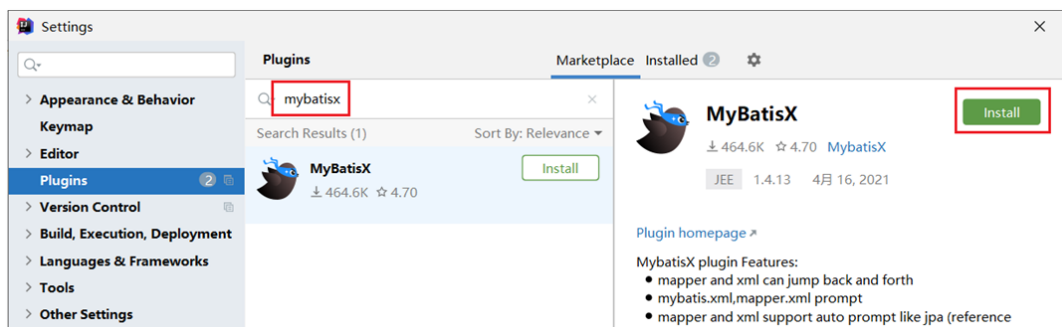 Settings
Appearance & Behavior
Keymap
Editor
Plugins 2
Version Control
Build, Execution, Deployment
Languages & Frameworks
Tools
Other Settings
Plugins
Marketplace Installed 2
mybatisx
Search Results (1) Sort By: Relevance
MyBatisX
Install
464.6K 4.70
MyBatisX
Install
464.6K 4.70 MybatisX
JEE 1.4.13 4月 16, 2021
Plugin homepage
MybatisX plugin Features:
• mapper and xml can jump back and forth
• mybatis.xml,mapper.xml prompt
• mapper and xml support auto prompt like jpa (reference